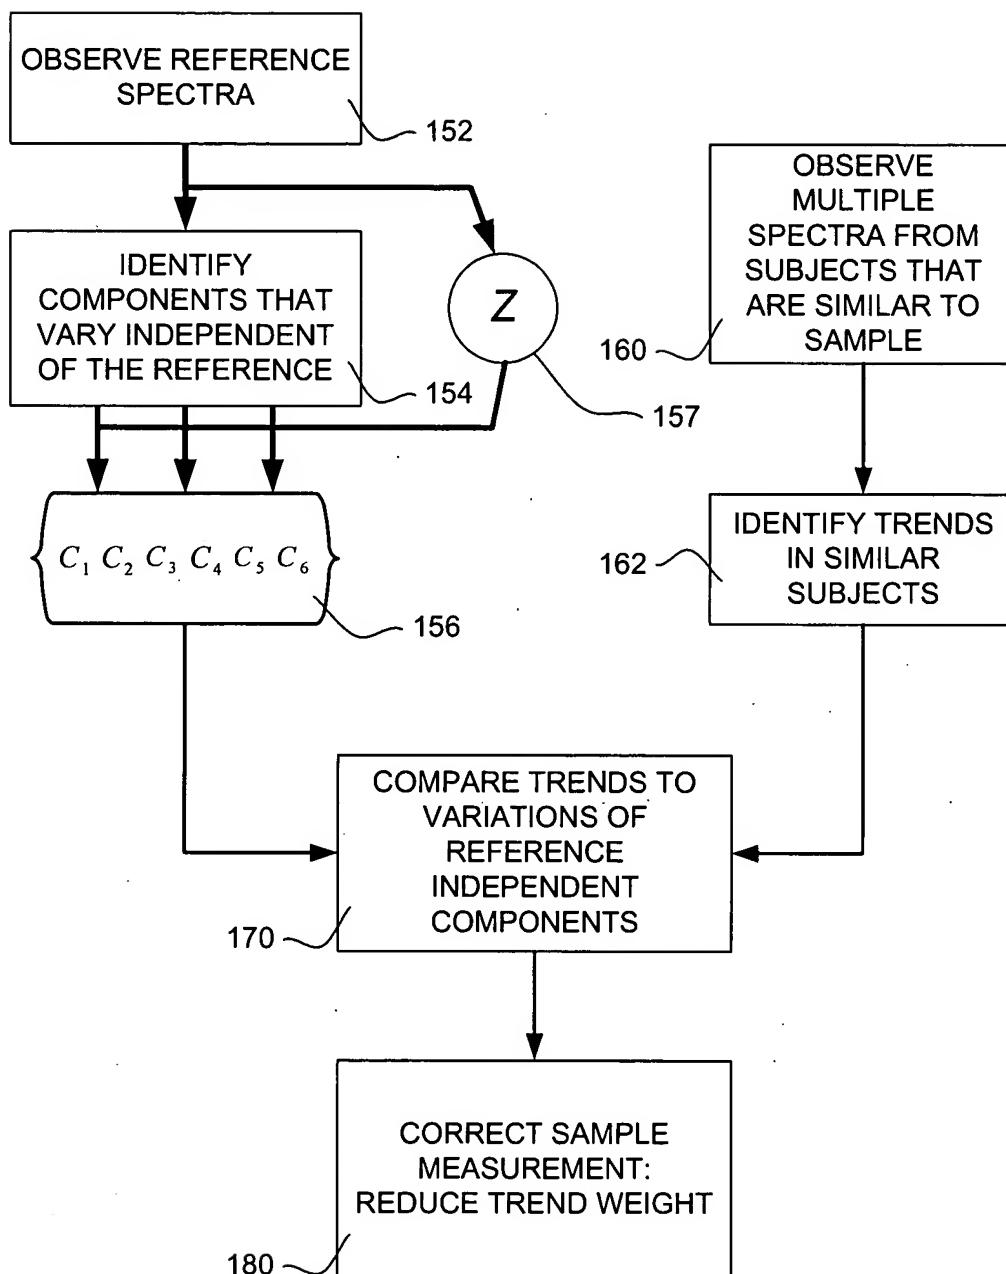 OBSERVE REFERENCE
SPECTRA
152
OBSERVE
MULTIPLE
SPECTRA FROM
SUBJECTS THAT
ARE SIMILAR TO
SAMPLE
160
IDENTIFY
COMPONENTS THAT
VARY INDEPENDENT
OF THE REFERENCE
154
Z
157
C₁ C₂ C₃ C₄ C₅ C₆
156
IDENTIFY TRENDS
IN SIMILAR
SUBJECTS
162
COMPARE TRENDS TO
VARIATIONS OF
REFERENCE
INDEPENDENT
COMPONENTS
170
CORRECT SAMPLE
MEASUREMENT:
REDUCE TREND WEIGHT
180